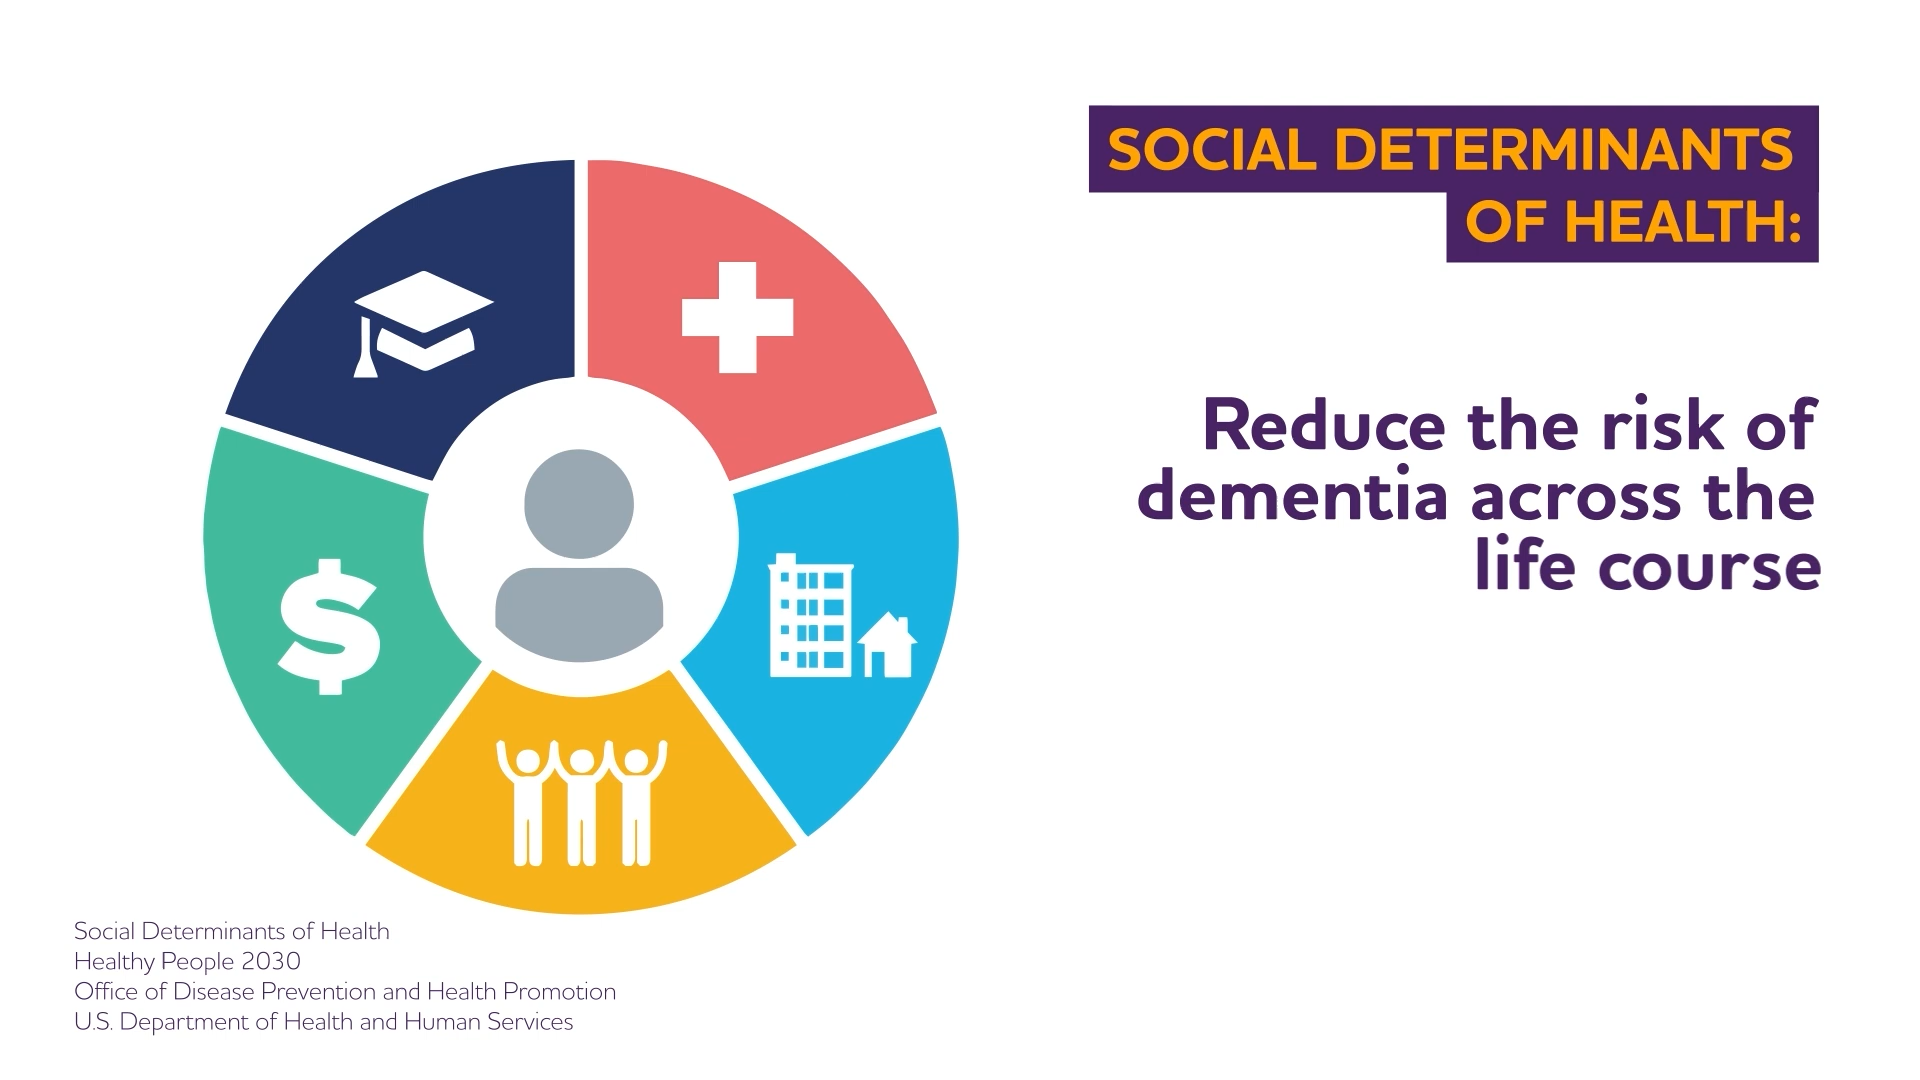 SOCIAL DETERMINANTS
OF HEALTH:
Reduce the risk of
dementia across the
life course
Social Determinants of Health
Healthy People 2030
Office of Disease Prevention and Health Promotion
U.S. Department of Health and Human Services